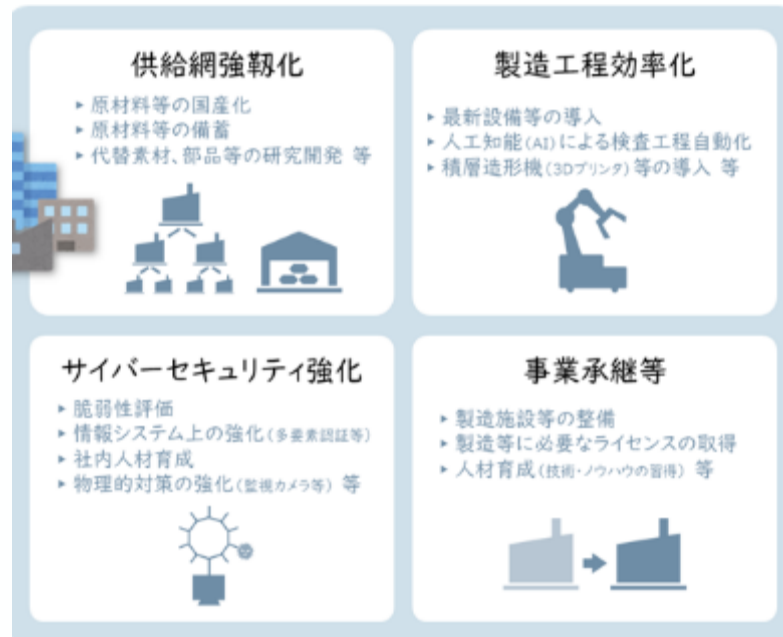 供給網強靱化
▸ 原材料等の国産化
▸ 原材料等の備蓄
▸ 代替素材、部品等の研究開発 等
製造工程効率化
▸ 最新設備等の導入
▸ 人工知能(AI)による検査工程自動化
▸ 積層造形機(3Dプリンタ)等の導入 等
サイバーセキュリティ強化
▸ 脆弱性評価
▸ 情報システム上の強化(多要素認証等)
▸ 社内人材育成
▸ 物理的対策の強化(監視カメラ等) 等
事業承継等
▸ 製造施設等の整備
▸ 製造等に必要なライセンスの取得
▸ 人材育成(技術・ノウハウの習得) 等